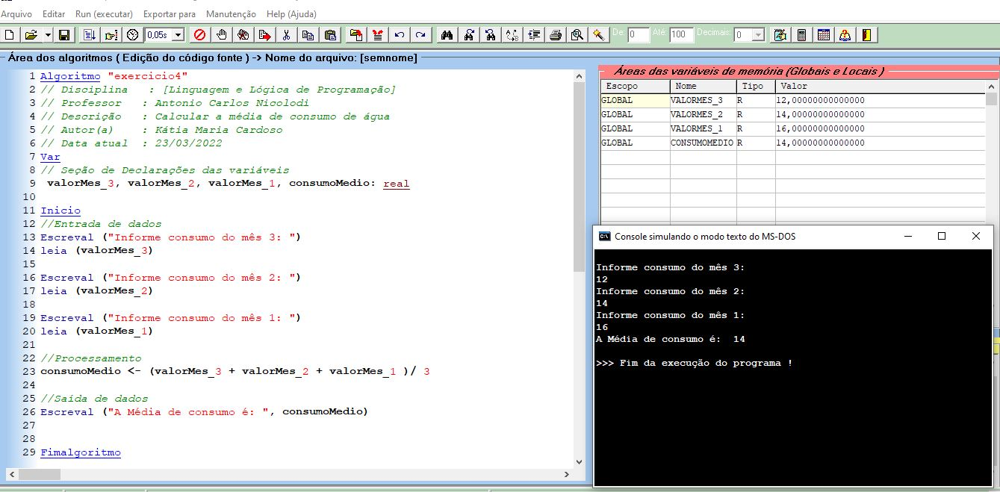 Arquivo Editar Run (executar) Exportar para Manutenção Help (Ajuda)
0,05s De: 0 Até: 100 Decimais: 0
Área dos algoritmos ( Edição do código fonte ) -> Nome do arquivo: [semnome]
1 Algoritmo "exercicio4"
2 // Disciplina : [Linguagem e Lógica de Programação]
3 // Professor : Antonio Carlos Nicolodi
4 // Descrição : Calcular a média de consumo de água
5 // Autor(a) : Kátia Maria Cardoso
6 // Data atual : 23/03/2022
7 Var
8 // Seção de Declarações das variáveis
9 valorMes_3, valorMes_2, valorMes_1, consumoMedio: real
10
11 Inicio
12 //Entrada de dados
13 Escreval ("Informe consumo do mês 3: ")
14 leia (valorMes_3)
15
16 Escreval ("Informe consumo do mês 2: ")
17 leia (valorMes_2)
18
19 Escreval ("Informe consumo do mês 1: ")
20 leia (valorMes_1)
21
22 //Processamento
23 consumoMedio <- (valorMes_3 + valorMes_2 + valorMes_1 )/ 3
24
25 //Saída de dados
26 Escreval ("A Média de consumo é: ", consumoMedio)
27
28
29 Fimalgoritmo
Áreas das variáveis de memória (Globais e Locais )
Escopo Nome Tipo Valor
GLOBAL VALORMES_3 R 12,00000000000000
GLOBAL VALORMES_2 R 14,00000000000000
GLOBAL VALORMES_1 R 16,00000000000000
GLOBAL CONSUMOMEDIO R 14,00000000000000
Console simulando o modo texto do MS-DOS
Informe consumo do mês 3:
12
Informe consumo do mês 2:
14
Informe consumo do mês 1:
16
A Média de consumo é: 14
>>> Fim da execução do programa !